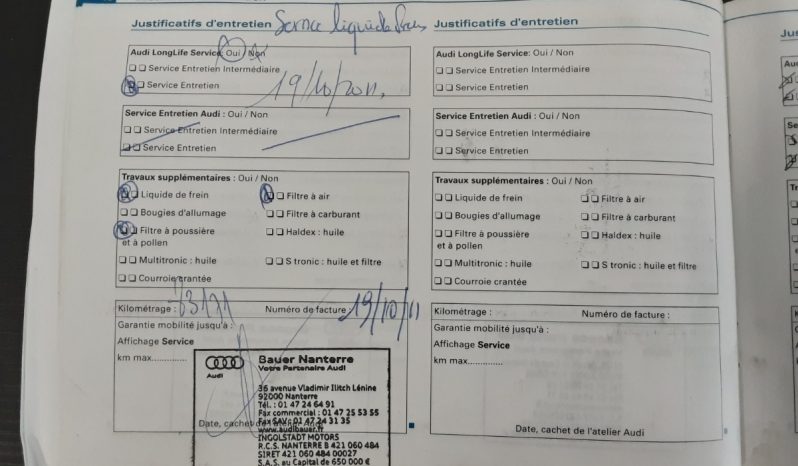 Justificatifs d'entretien Service liquide Frein
Audi LongLife Service: Oui / Non
Service Entretien Intermédiaire
Service Entretien
19/10/2011.
Service Entretien Audi : Oui / Non
Service Entretien Intermédiaire
Service Entretien
Travaux supplémentaires : Oui / Non
Liquide de frein
Filtre à air
Bougies d'allumage
Filtre à carburant
Filtre à poussière
et à pollen
Haldex : huile
Multitronic : huile
S tronic : huile et filtre
Courroie crantée
Kilométrage :
Numéro de facture : 19/10/11
Garantie mobilité jusqu'à :
Affichage Service
km max..............
Date, cachet de l'atelier Audi
Audi
Bauer Nanterre
Votre Partenaire Audi
36 avenue Vladimir Ilitch Lénine
92000 Nanterre
Tél. : 01 47 24 64 91
Fax commercial : 01 47 25 53 55
Fax SAV : 01 47 24 31 35
www.audibauer.fr
INGOLSTADT MOTORS
R.C.S. NANTERRE B 421 060 484
SIRET 421 060 484 00027
S.A.S. au Capital de 650 000 €
Justificatifs d'entretien
Audi LongLife Service: Oui / Non
Service Entretien Intermédiaire
Service Entretien
Service Entretien Audi : Oui / Non
Service Entretien Intermédiaire
Service Entretien
Travaux supplémentaires : Oui / Non
Liquide de frein
Filtre à air
Bougies d'allumage
Filtre à carburant
Filtre à poussière
et à pollen
Haldex : huile
Multitronic : huile
S tronic : huile et filtre
Courroie crantée
Kilométrage :
Numéro de facture :
Garantie mobilité jusqu'à :
Affichage Service
km max..............
Date, cachet de l'atelier Audi